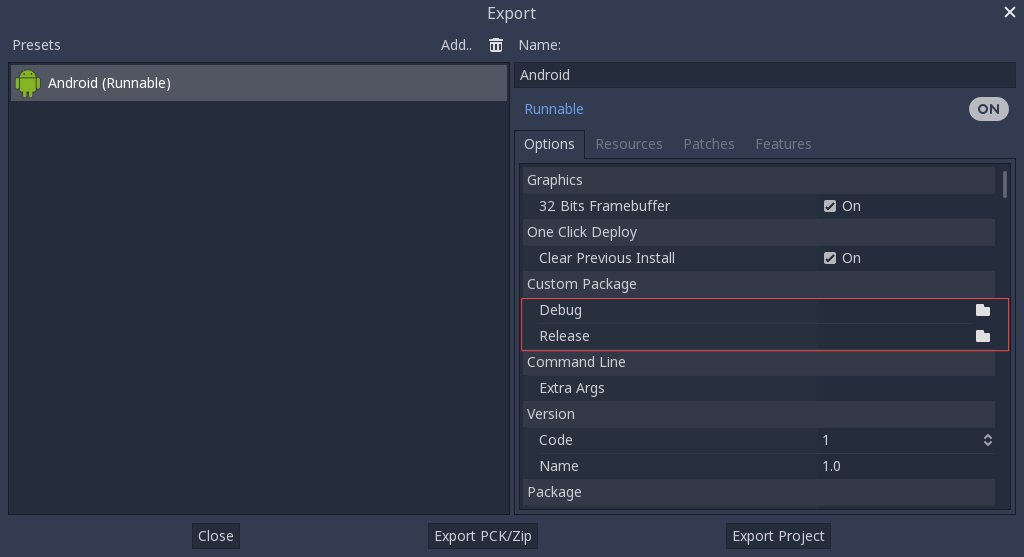 Export
Presets Add.. Name:
Android (Runnable)
Android
Runnable ON
Options Resources Patches Features
Graphics
32 Bits Framebuffer On
One Click Deploy
Clear Previous Install On
Custom Package
Debug
Release
Command Line
Extra Args
Version
Code 1
Name 1.0
Package
Close Export PCK/Zip Export Project